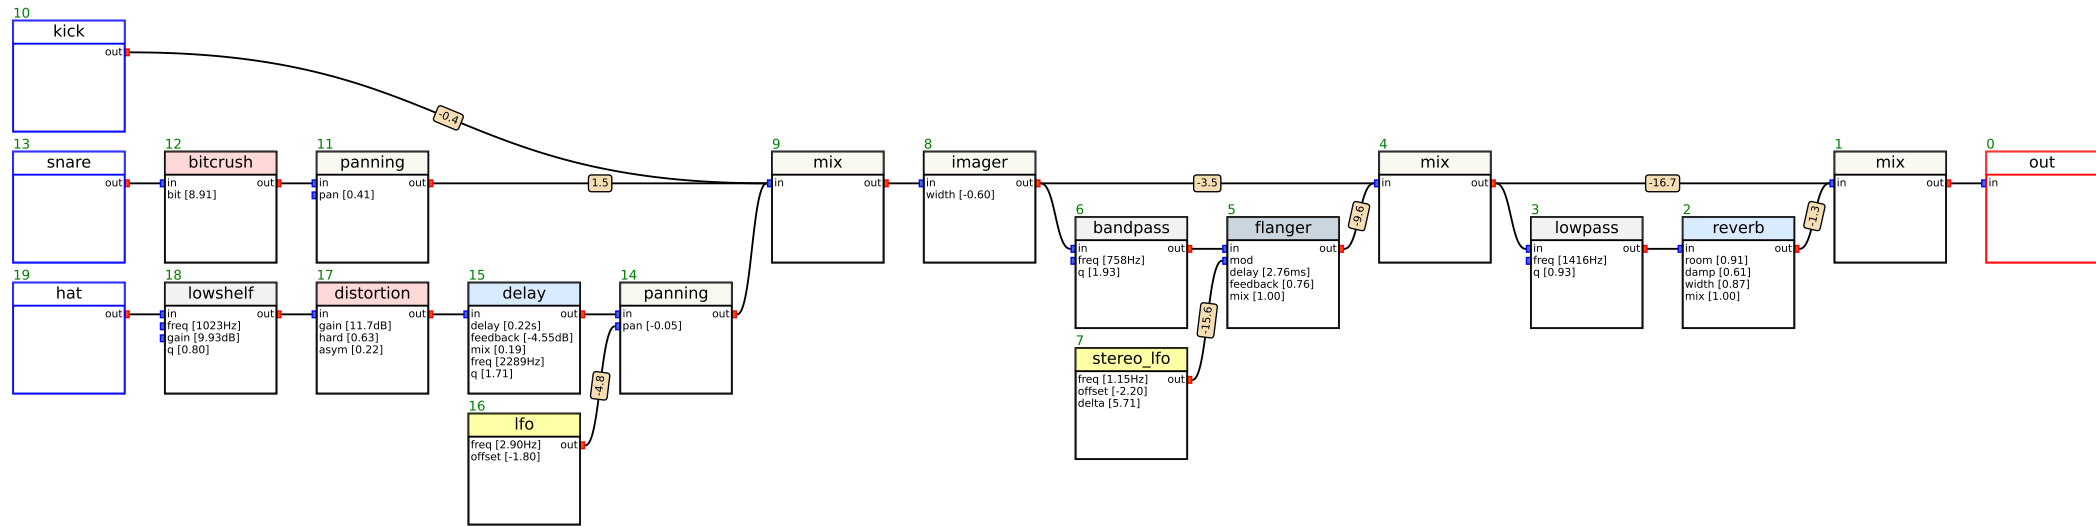 10
kick
out
-0.4
13
snare
out
12
bitcrush
in out
bit [8.91]
11
panning
in out
pan [0.41]
1.5
9
mix
in out
8
imager
in out
width [-0.60]
-3.5
4
mix
in out
-16.7
1
mix
in out
0
out
in
6
bandpass
in out
freq [758Hz]
q [1.93]
5
flanger
in out
mod
delay [2.76ms]
feedback [0.76]
mix [1.00]
-9.6
3
lowpass
in out
freq [1416Hz]
q [0.93]
2
reverb
in out
room [0.91]
damp [0.61]
width [0.87]
mix [1.00]
-1.3
19
hat
out
18
lowshelf
in out
freq [1023Hz]
gain [9.93dB]
q [0.80]
17
distortion
in out
gain [11.7dB]
hard [0.63]
asym [0.22]
15
delay
in out
delay [0.22s]
feedback [-4.55dB]
mix [0.19]
freq [2289Hz]
q [1.71]
14
panning
in out
pan [-0.05]
-4.8
-15.6
7
stereo_lfo
freq [1.15Hz] out
offset [-2.20]
delta [5.71]
16
lfo
freq [2.90Hz] out
offset [-1.80]